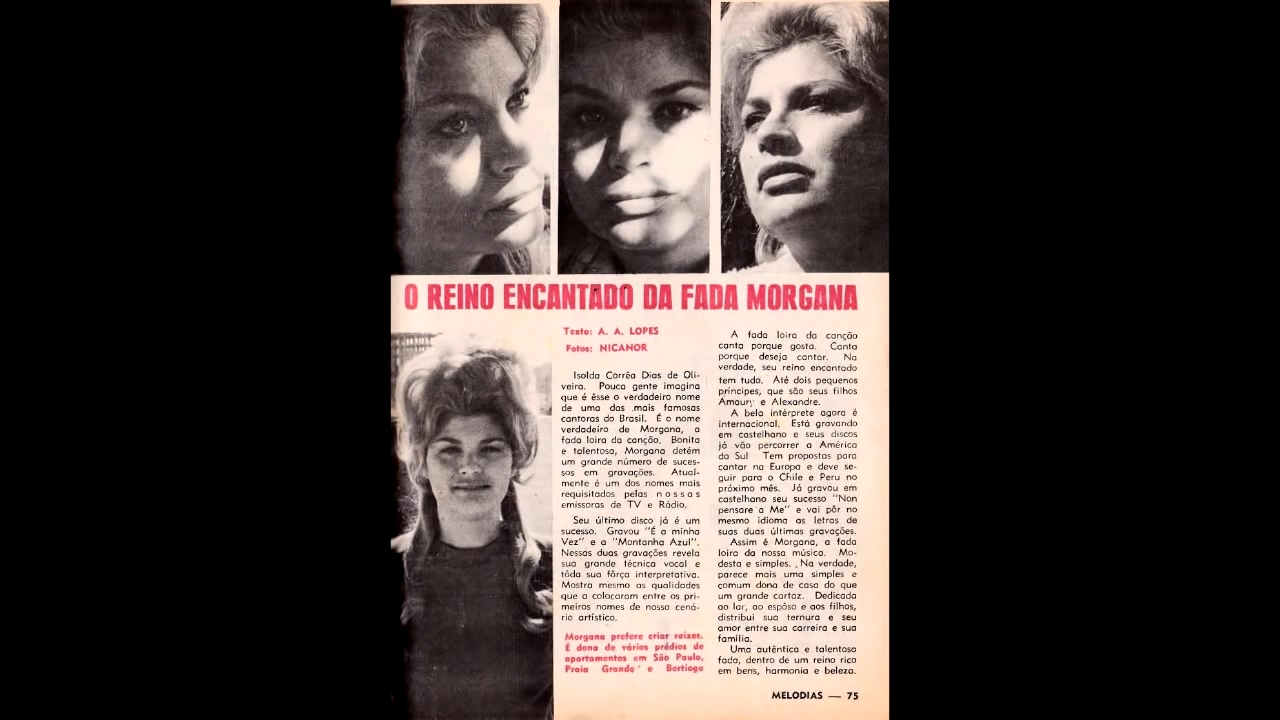 O REINO ENCANTADO DA FADA MORGANA
Texto: A. A. LOPES
Fotos: NICANOR
Isolda Corrêa Dias de Oli-
veira. Pouca gente imagina
que é êsse o verdadeiro nome
de uma das mais famosas
cantoras do Brasil. É o nome
verdadeiro de Morgana, a
fada loira da canção. Bonita
e talentosa, Morgana detém
um grande número de suces-
sos em gravações. Atual-
mente é um dos nomes mais
requisitados pelas nossas
emissoras de TV e Rádio.
Seu último disco já é um
sucesso. Gravou "É a minha
Vez" e a "Montanha Azul".
Nessas duas gravações revela
sua grande técnica vocal e
tôda sua fôrça interpretativa.
Mostra mesmo as qualidades
que a colocaram entre os pri-
meiros nomes de nosso cená-
rio artístico.
Morgana prefere criar raízes.
É dona de vários prédios de
apartamentos em São Paulo,
Praia Grande e Bertioga
A fada loira da canção
canta porque gosta. Canta
porque deseja cantar. Na
verdade, seu reino encantado
tem tudo. Até dois pequenos
príncipes, que são seus filhos
Amaury e Alexandre.
A bela intérprete agora é
internacional. Está gravando
em castelhano e seus discos
já vão percorrer a América
do Sul Tem propostas para
cantar na Europa e deve se-
guir para o Chile e Peru no
próximo mês. Já gravou em
castelhano seu sucesso "Non
pensare a Me" e vai pôr no
mesmo idioma as letras de
suas duas últimas gravações.
Assim é Morgana, a fada
loira da nossa música. Mo-
desta e simples. Na verdade,
parece mais uma simples e
comum dona de casa do que
um grande cartaz. Dedicada
ao lar, ao espôso e aos filhos,
distribui sua ternura e seu
amor entre sua carreira e sua
família.
Uma autêntica e talentosa
fada, dentro de um reino rico
em bens, harmonia e beleza.
MELODIAS — 75